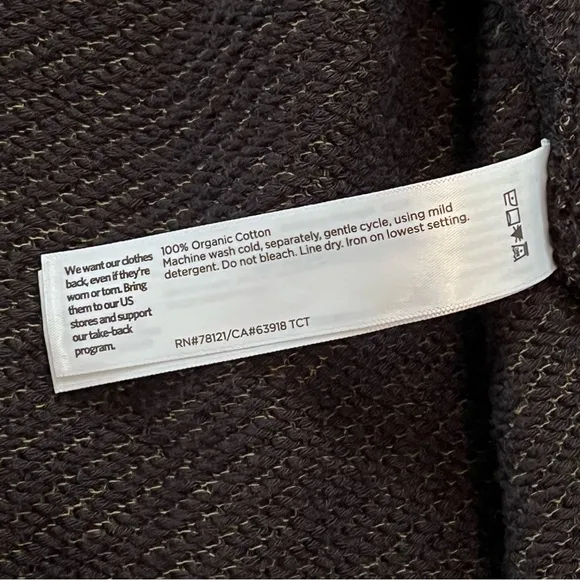 We want our clothes
back, even if they're
worn or torn. Bring
them to our US
stores and support
our take-back
program.
100% Organic Cotton
Machine wash cold, separately, gentle cycle, using mild
detergent. Do not bleach. Line dry. Iron on lowest setting.
RN#78121/CA#63918 TCT